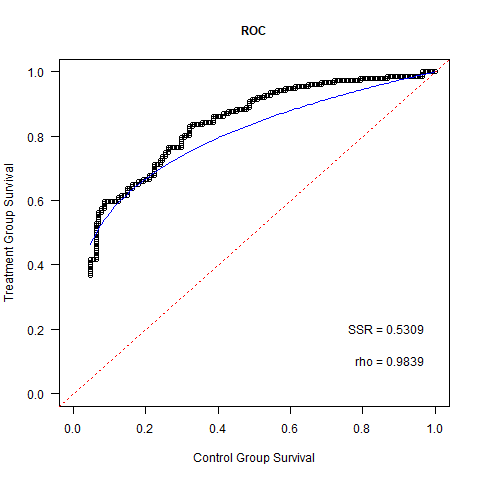 ROC
Treatment Group Survival
1.0
0.8
0.6
0.4
0.2
0.0
SSR = 0.5309
rho = 0.9839
0.0 0.2 0.4 0.6 0.8 1.0
Control Group Survival